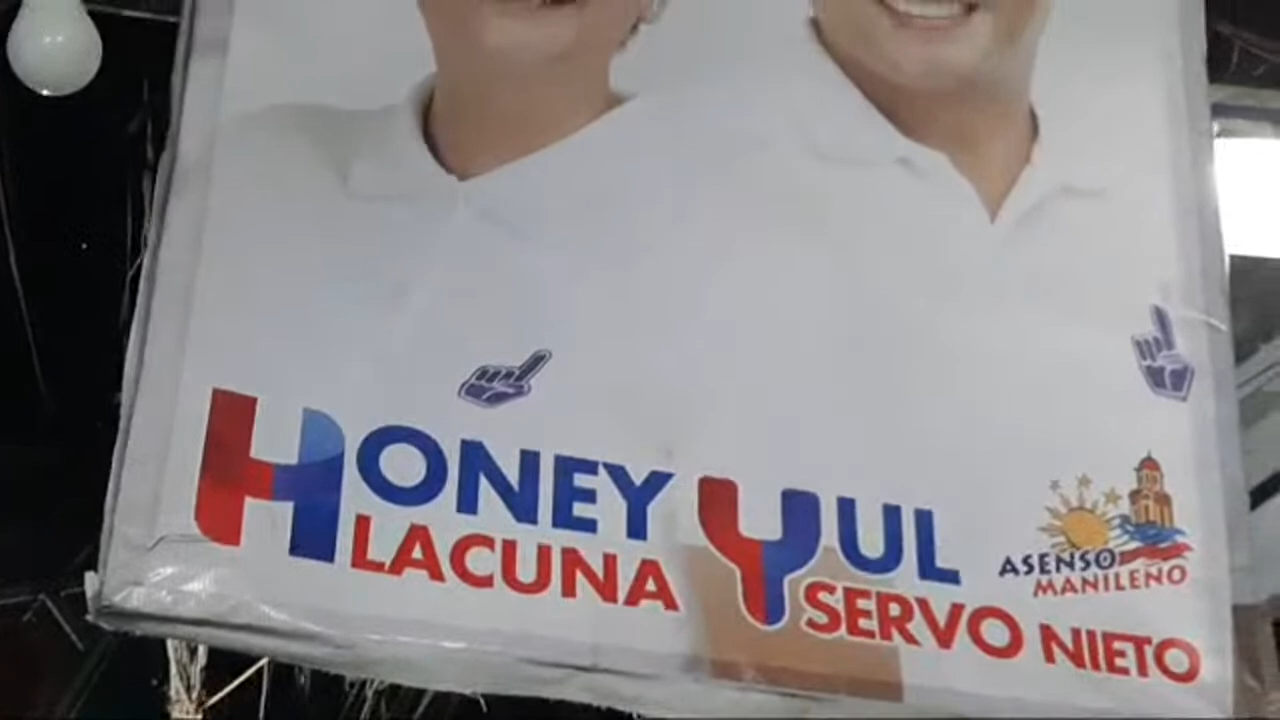 HONEY
LACUNA
YUL
SERVO NIETO
ASENSO
MANILEÑO